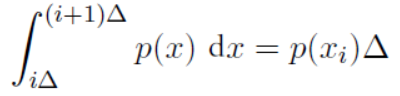 ∫_{iΔ}^{(i+1)Δ} p(x) dx = p(x_i)Δ